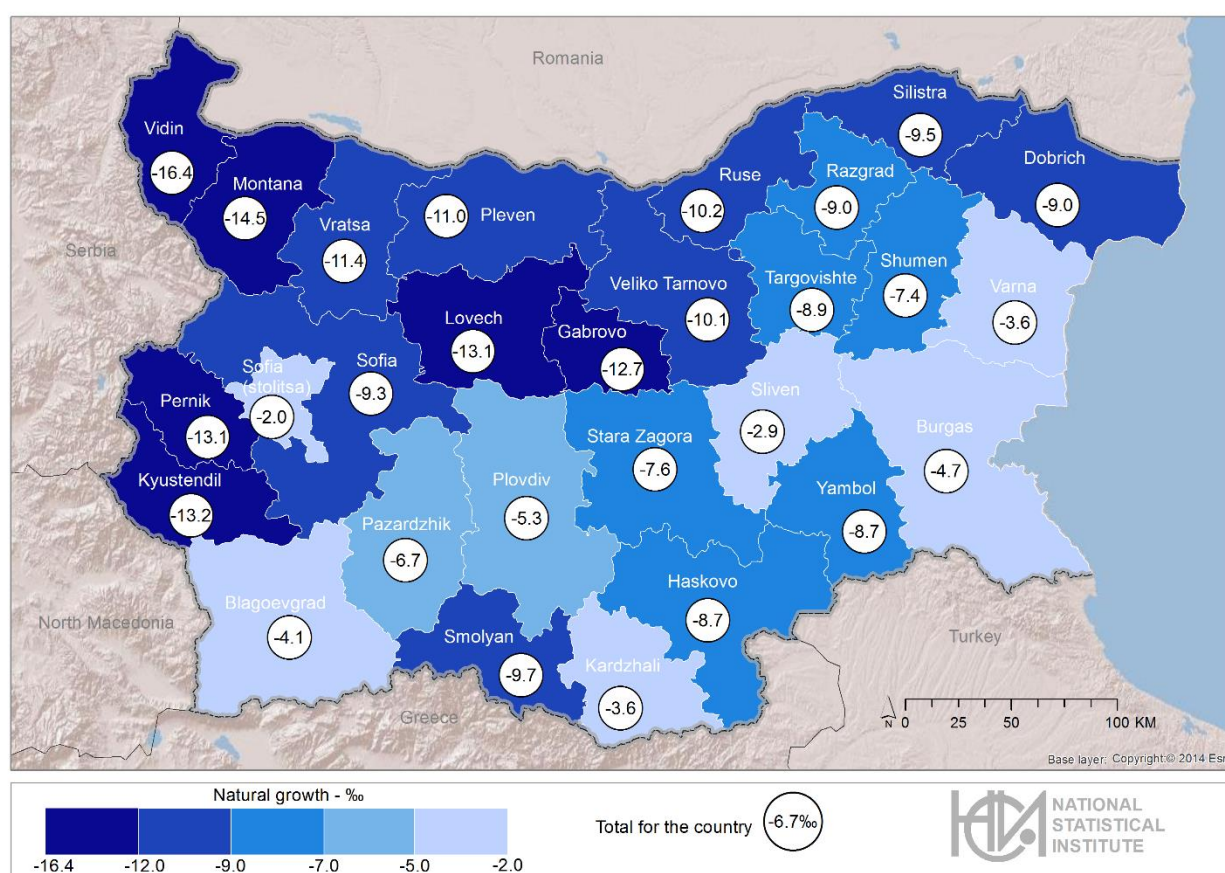 Romania
Silistra
-9.5
Vidin
-16.4
Montana
-14.5
Vratsa
-11.4
-11.0 Pleven
Ruse
-10.2
Razgrad
-9.0
Dobrich
-9.0
Serbia
Veliko Tarnovo
-10.1
Targovishte
-8.9
Shumen
-7.4
Varna
-3.6
Lovech
-13.1
Gabrovo
-12.7
Sofia
(stolitsa)
-2.0
Sofia
-9.3
Pernik
-13.1
Kyustendil
-13.2
Stara Zagora
-7.6
Sliven
-2.9
Burgas
-4.7
Plovdiv
-5.3
Pazardzhik
-6.7
Yambol
-8.7
Haskovo
-8.7
Blagoevgrad
-4.1
North Macedonia
Smolyan
-9.7
Kardzhali
-3.6
Turkey
Greece
N
0 25 50 100 KM
Base layer: Copyright:© 2014 Esr
Natural growth - ‰
-16.4 -12.0 -9.0 -7.0 -5.0 -2.0
Total for the country -6.7‰
НСИ
NATIONAL
STATISTICAL
INSTITUTE